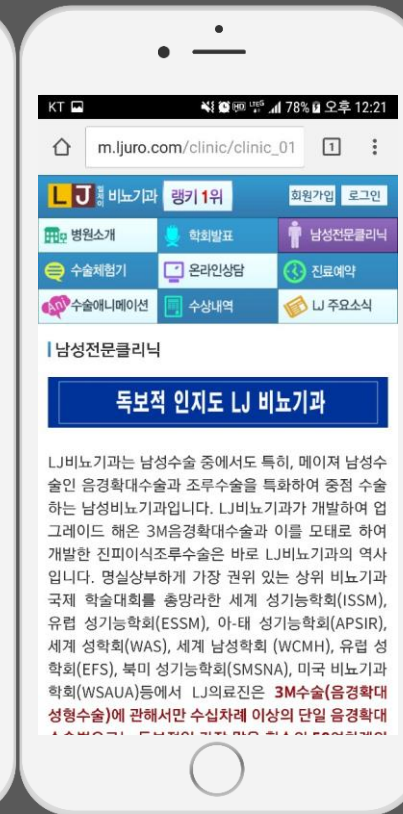 KT HD LTE 78% 오후 12:21
m.ljuro.com/clinic/clinic_01 1
LJ 엘제이 비뇨기과 랭키 1위 회원가입 로그인
병원소개 학회발표 남성전문클리닉
수술체험기 온라인상담 진료예약
Ani 수술애니메이션 수상내역 LJ 주요소식
남성전문클리닉
독보적 인지도 LJ 비뇨기과
LJ비뇨기과는 남성수술 중에서도 특히, 메이져 남성수
술인 음경확대수술과 조루수술을 특화하여 중점 수술
하는 남성비뇨기과입니다. LJ비뇨기과가 개발하여 업
그레이드 해온 3M음경확대수술과 이를 모태로 하여
개발한 진피이식조루수술은 바로 LJ비뇨기과의 역사
입니다. 명실상부하게 가장 권위 있는 상위 비뇨기과
국제 학술대회를 총망라한 세계 성기능학회(ISSM),
유럽 성기능학회(ESSM), 아-태 성기능학회(APSIR),
세계 성학회(WAS), 세계 남성학회 (WCMH), 유럽 성
학회(EFS), 북미 성기능학회(SMSNA), 미국 비뇨기과
학회(WSAUA)등에서 LJ의료진은 3M수술(음경확대
성형수술)에 관해서만 수십차례 이상의 단일 음경확대